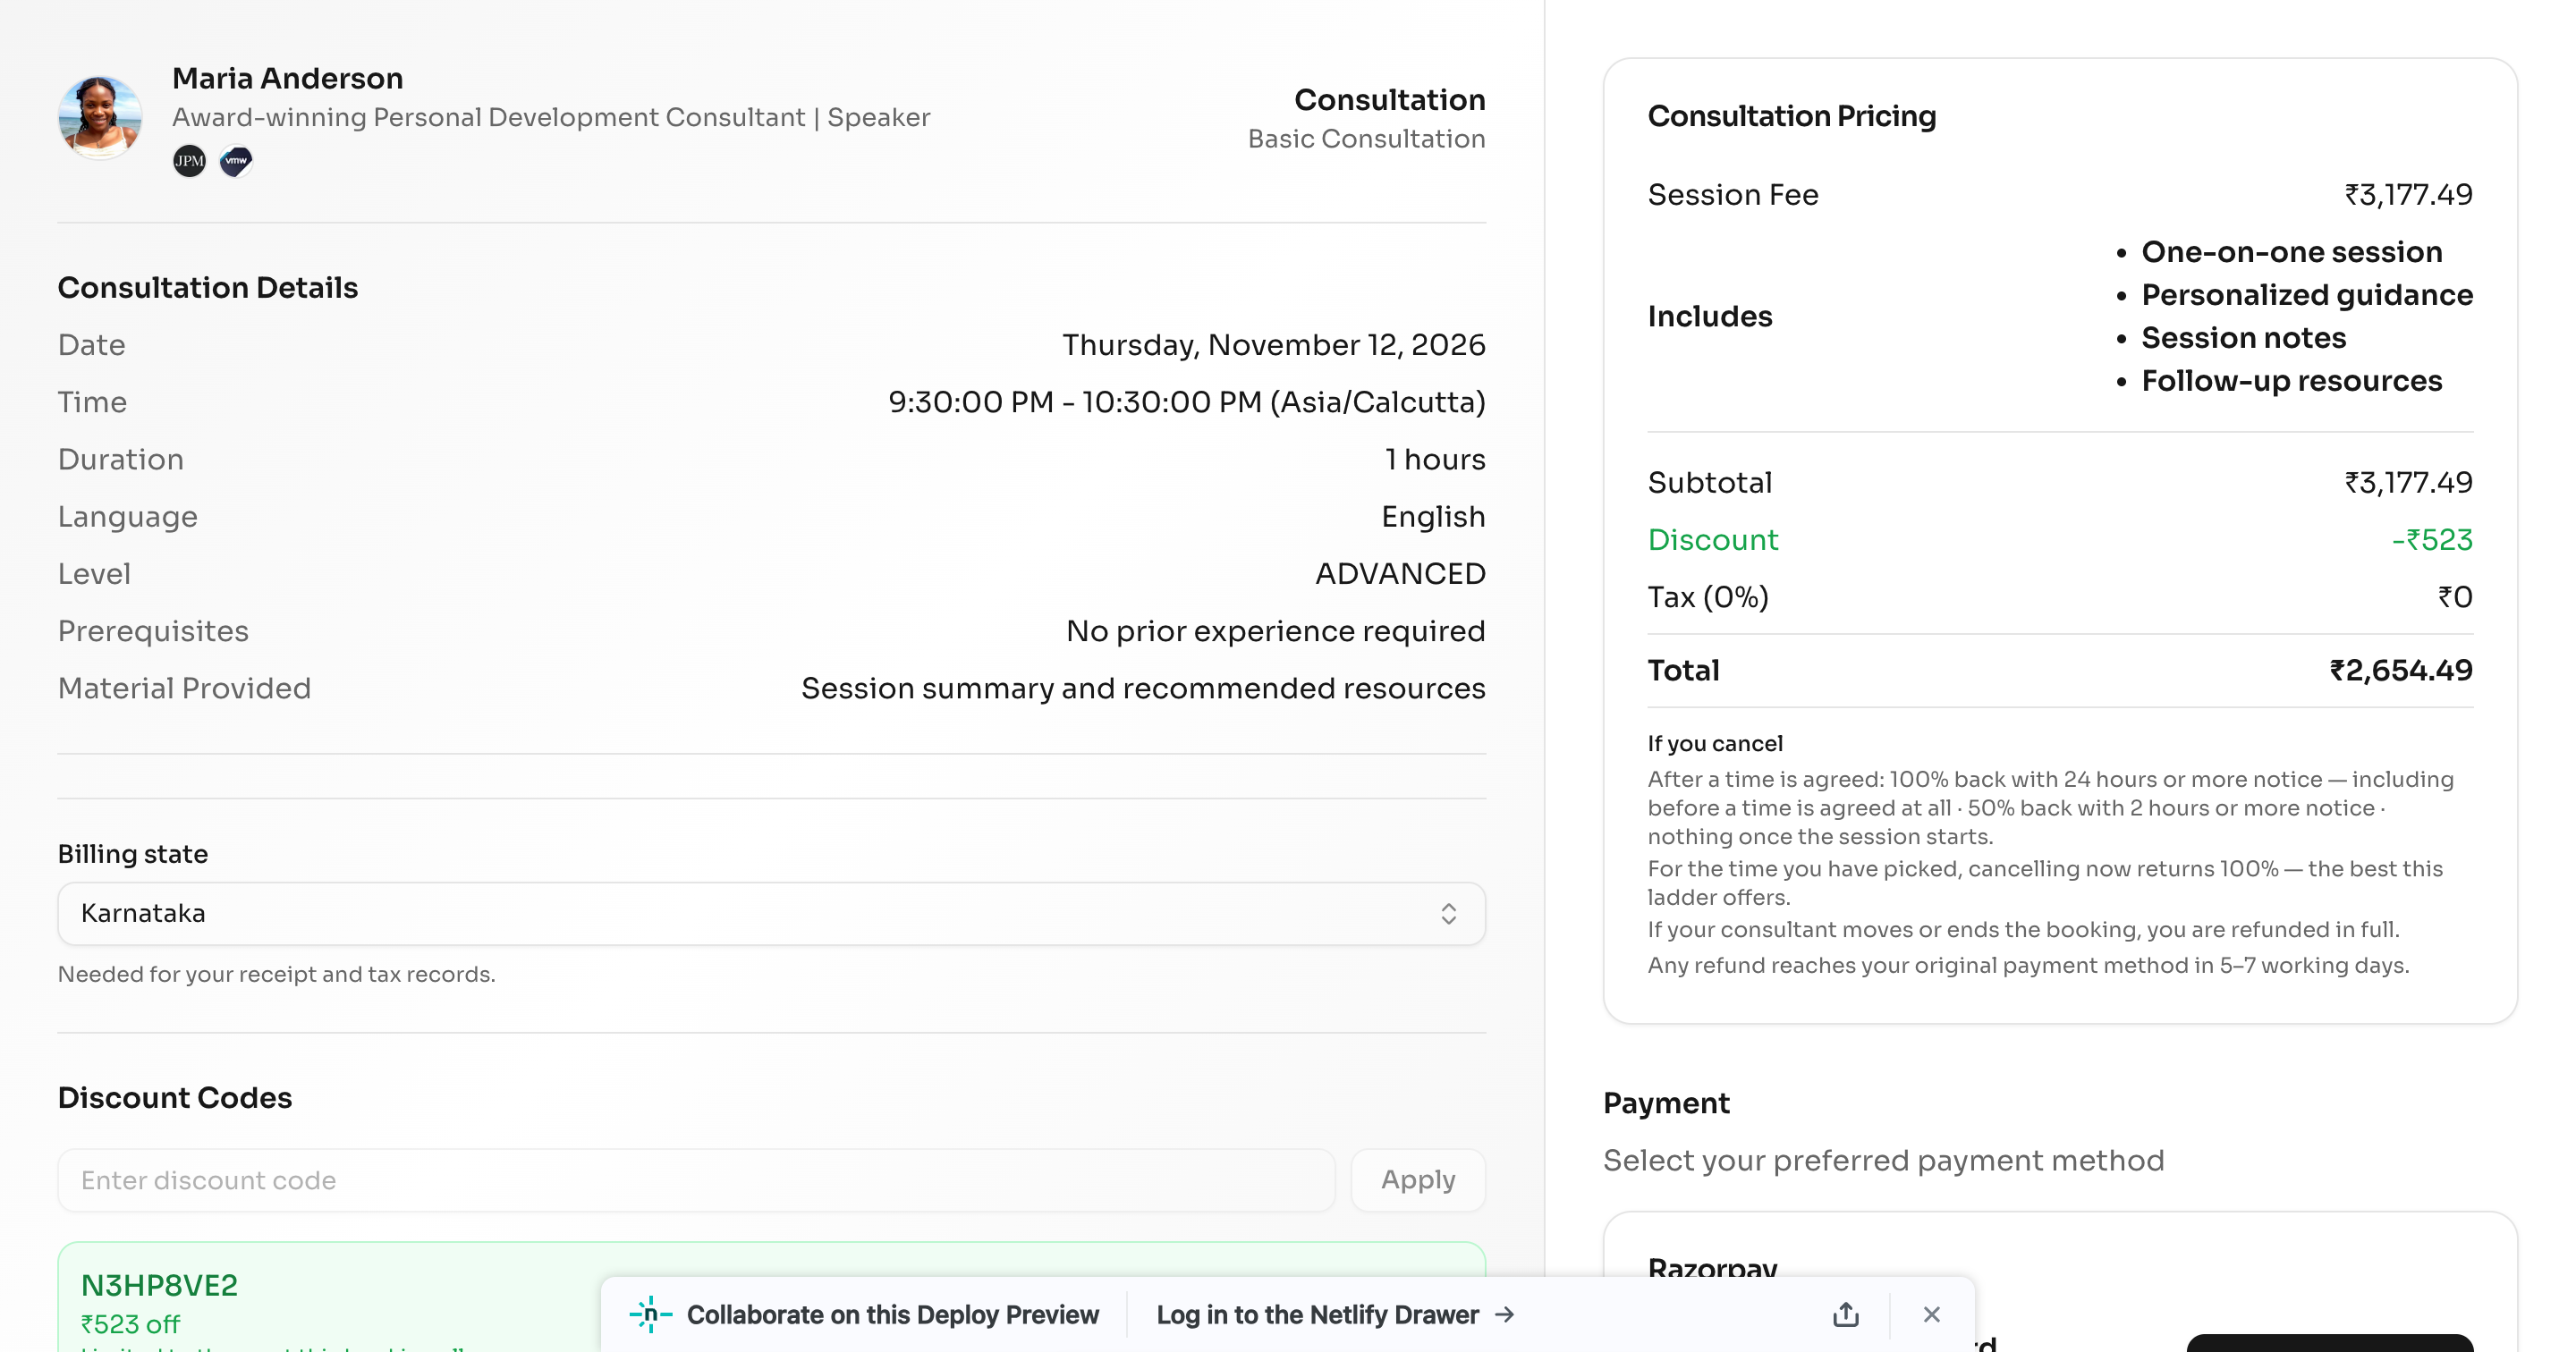 Maria Anderson
Award-winning Personal Development Consultant | Speaker
JPM
vmw
Consultation
Basic Consultation
Consultation Details
Date
Thursday, November 12, 2026
Time
9:30:00 PM - 10:30:00 PM (Asia/Calcutta)
Duration
1 hours
Language
English
Level
ADVANCED
Prerequisites
No prior experience required
Material Provided
Session summary and recommended resources
Billing state
Karnataka
Needed for your receipt and tax records.
Discount Codes
Enter discount code
Apply
N3HP8VE2
₹523 off
Consultation Pricing
Session Fee
₹3,177.49
Includes
• One-on-one session
• Personalized guidance
• Session notes
• Follow-up resources
Subtotal
₹3,177.49
Discount
-₹523
Tax (0%)
₹0
Total
₹2,654.49
If you cancel
After a time is agreed: 100% back with 24 hours or more notice — including
before a time is agreed at all · 50% back with 2 hours or more notice ·
nothing once the session starts.
For the time you have picked, cancelling now returns 100% — the best this
ladder offers.
If your consultant moves or ends the booking, you are refunded in full.
Any refund reaches your original payment method in 5–7 working days.
Payment
Select your preferred payment method
Razorpay
Collaborate on this Deploy Preview
Log in to the Netlify Drawer →